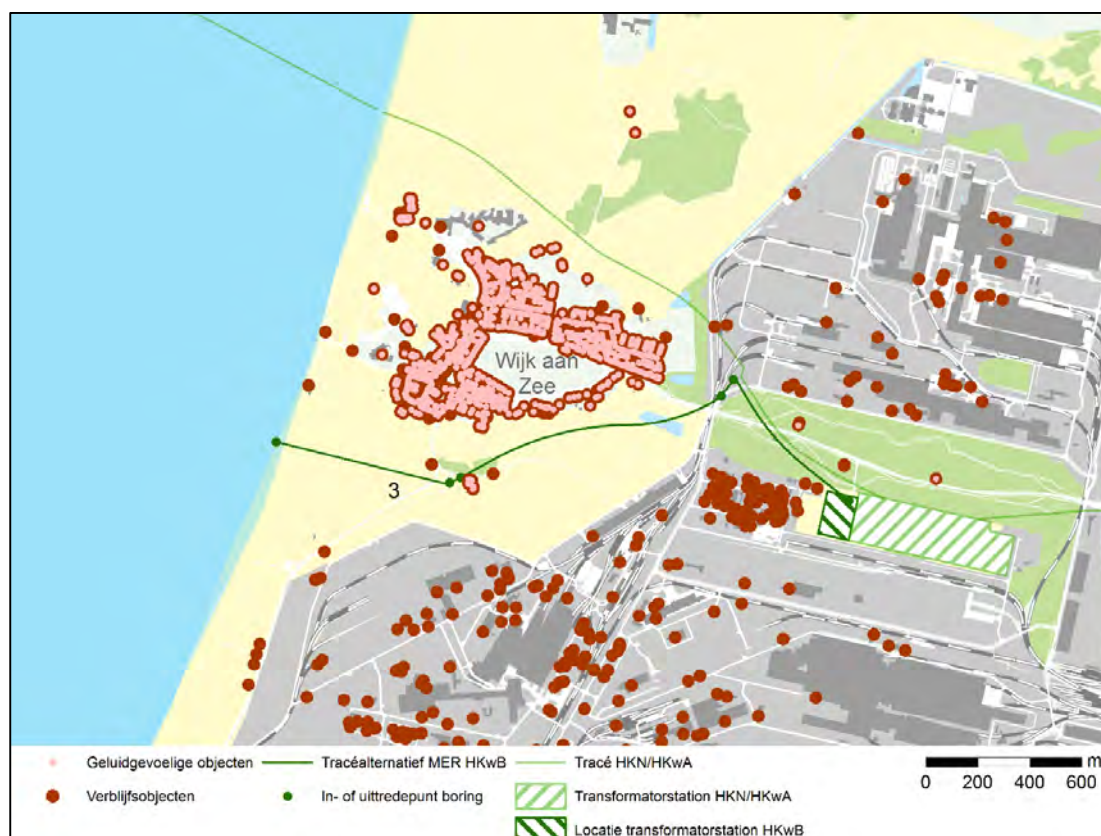 Wijk aan
Zee
3
Geluidgevoelige objecten
Tracéalternatief MER HKwB
Tracé HKN/HKwA
m
Verblijfsobjecten
In- of uittredepunt boring
Transformatorstation HKN/HKwA
0 200 400 600
Locatie transformatorstation HKwB